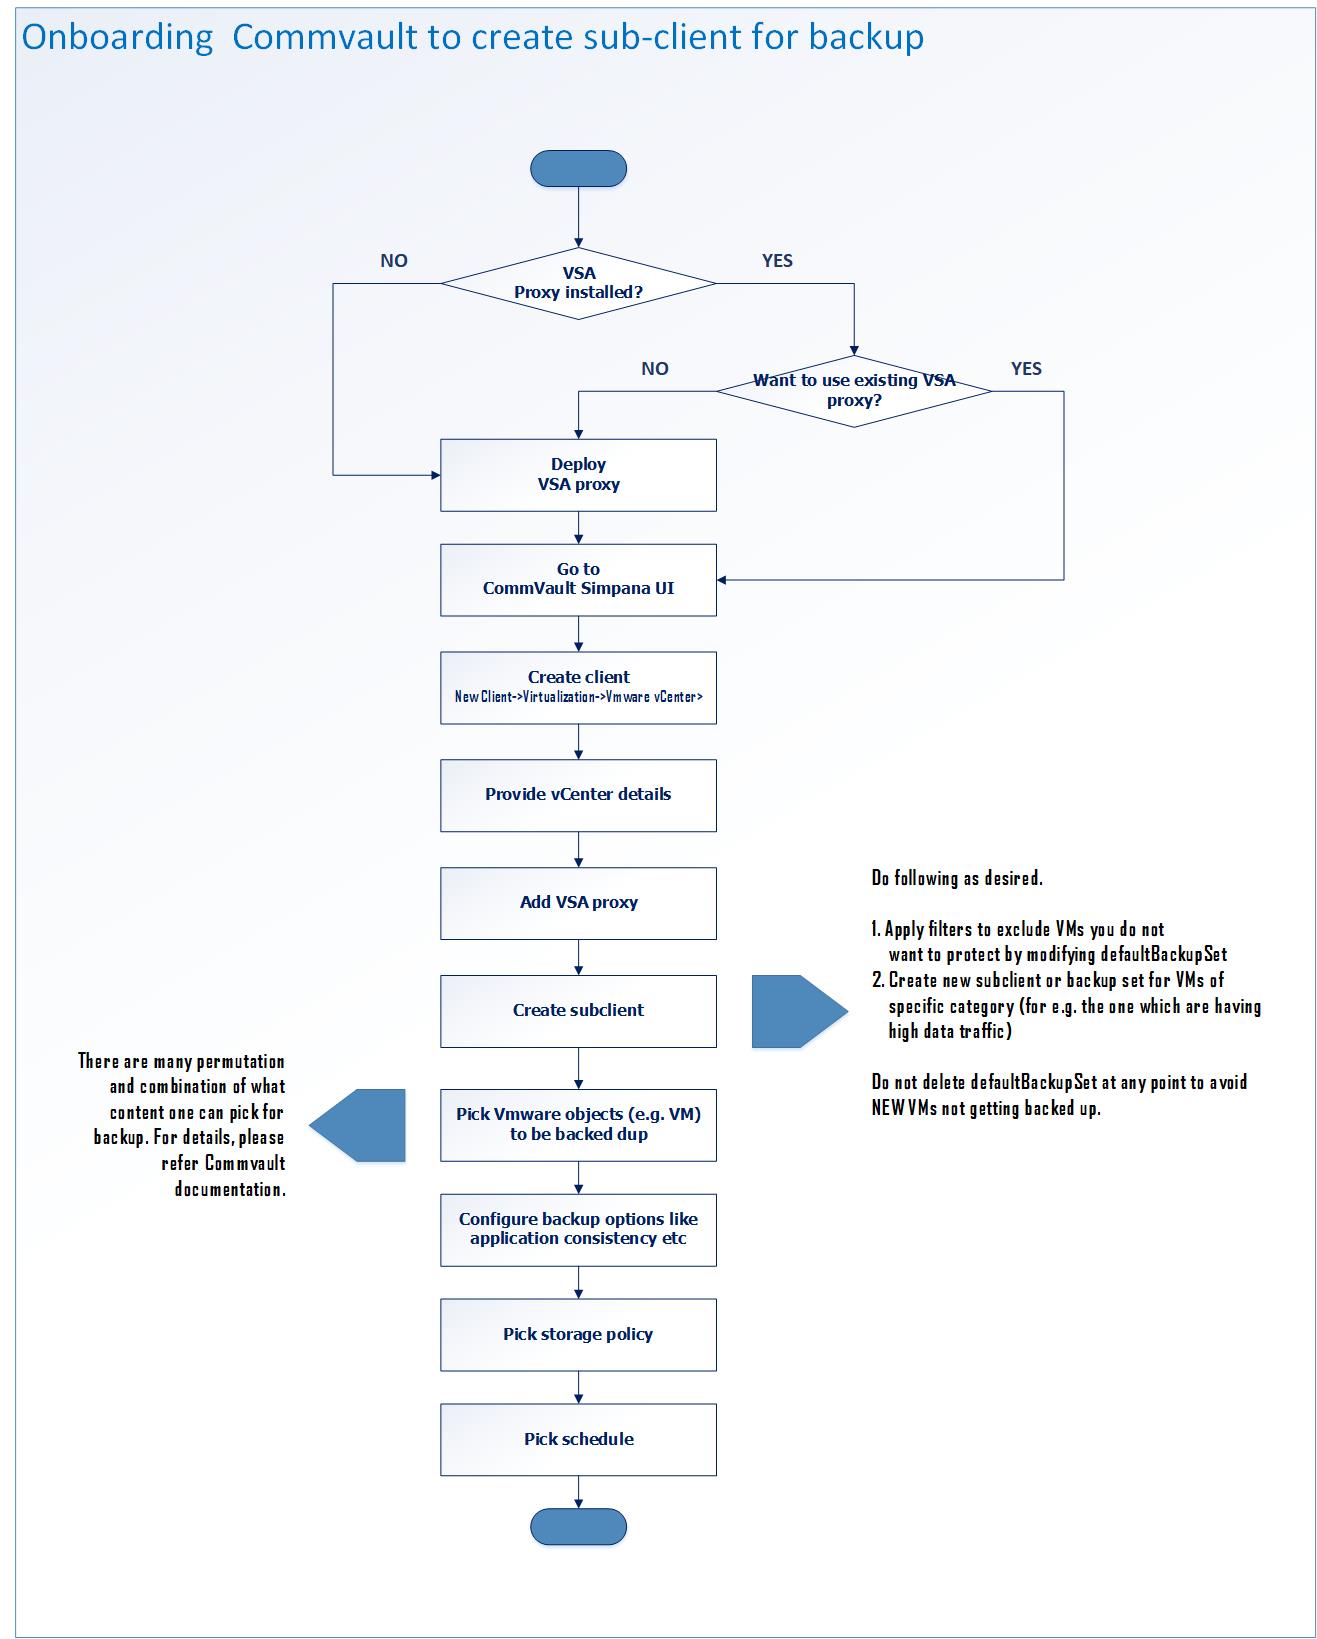 Onboarding  Commvault to create sub-client for backup
NO
YES
VSA
Proxy installed?
NO
YES
Want to use existing VSA
proxy?
Deploy
VSA proxy
Go to
CommVault Simpana UI
Create client
New Client->Virtualization->Vmware vCenter>
Provide vCenter details
Add VSA proxy
Create subclient
Do following as desired.
1. Apply filters to exclude VMs you do not
want to protect by modifying defaultBackupSet
2. Create new subclient or backup set for VMs of
specific category (for e.g. the one which are having
high data traffic)
Do not delete defaultBackupSet at any point to avoid
NEW VMs not getting backed up.
There are many permutation
and combination of what
content one can pick for
backup. For details, please
refer Commvault
documentation.
Pick Vmware objects (e.g. VM)
to be backed dup
Configure backup options like
application consistency etc
Pick storage policy
Pick schedule